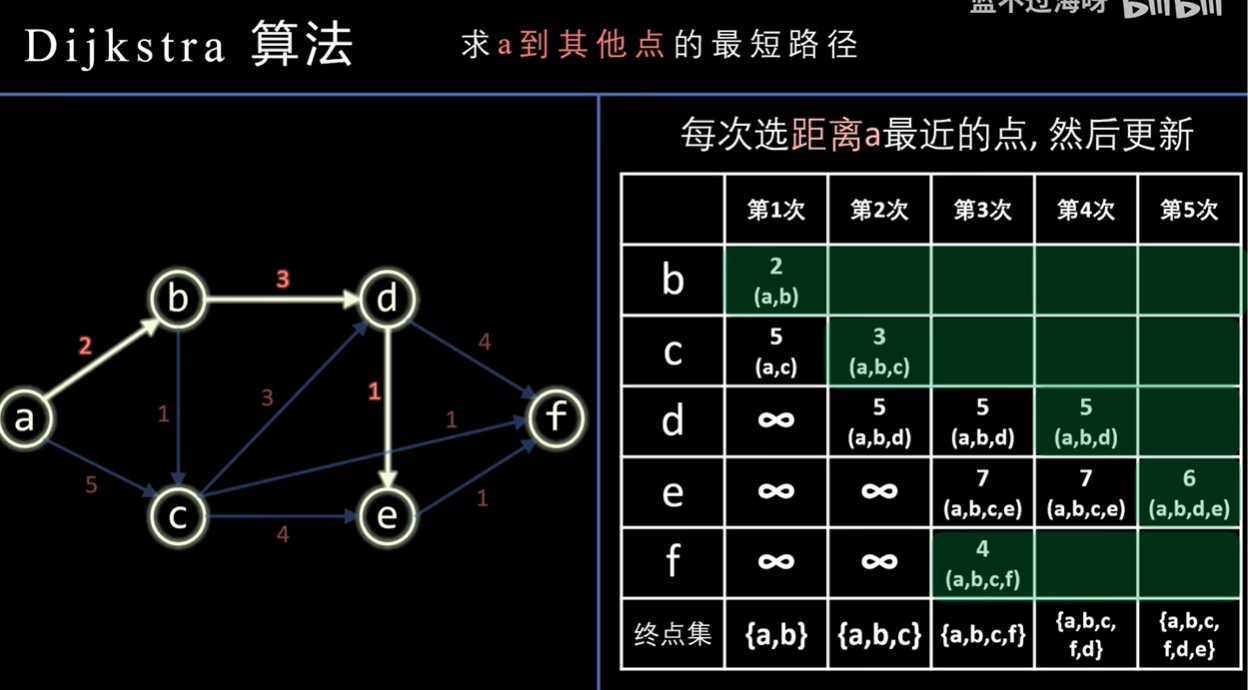 蓝不过海呀 bilibili
Dijkstra 算法 求a到其他点的最短路径
每次选距离a最近的点, 然后更新
第1次 第2次 第3次 第4次 第5次
b 2
(a,b)
c 5 3
(a,c) (a,b,c)
d ∞ 5 5 5
(a,b,d) (a,b,d) (a,b,d)
e ∞ ∞ 7 7 6
(a,b,c,e) (a,b,c,e) (a,b,d,e)
f ∞ ∞ 4
(a,b,c,f)
终点集 {a,b} {a,b,c} {a,b,c,f} {a,b,c, {a,b,c,
f,d} f,d,e}
3
b d
2 4
1
a 1 3 1 f
5 1
c e
4